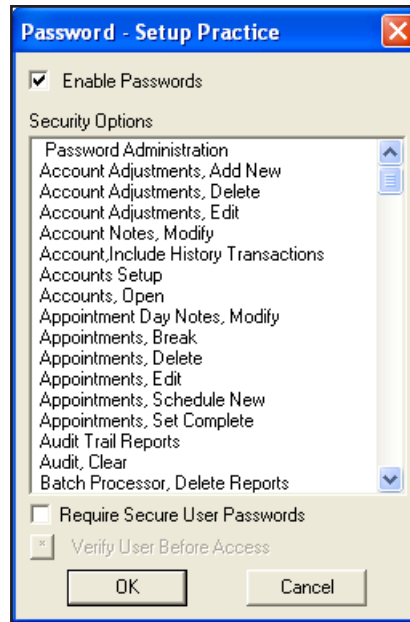 Password - Setup Practice
Enable Passwords
Security Options
Password Administration
Account Adjustments, Add New
Account Adjustments, Delete
Account Adjustments, Edit
Account Notes, Modify
Account,Include History Transactions
Accounts Setup
Accounts, Open
Appointment Day Notes, Modify
Appointments, Break
Appointments, Delete
Appointments, Edit
Appointments, Schedule New
Appointments, Set Complete
Audit Trail Reports
Audit, Clear
Batch Processor, Delete Reports
Require Secure User Passwords
* Verify User Before Access
OK Cancel